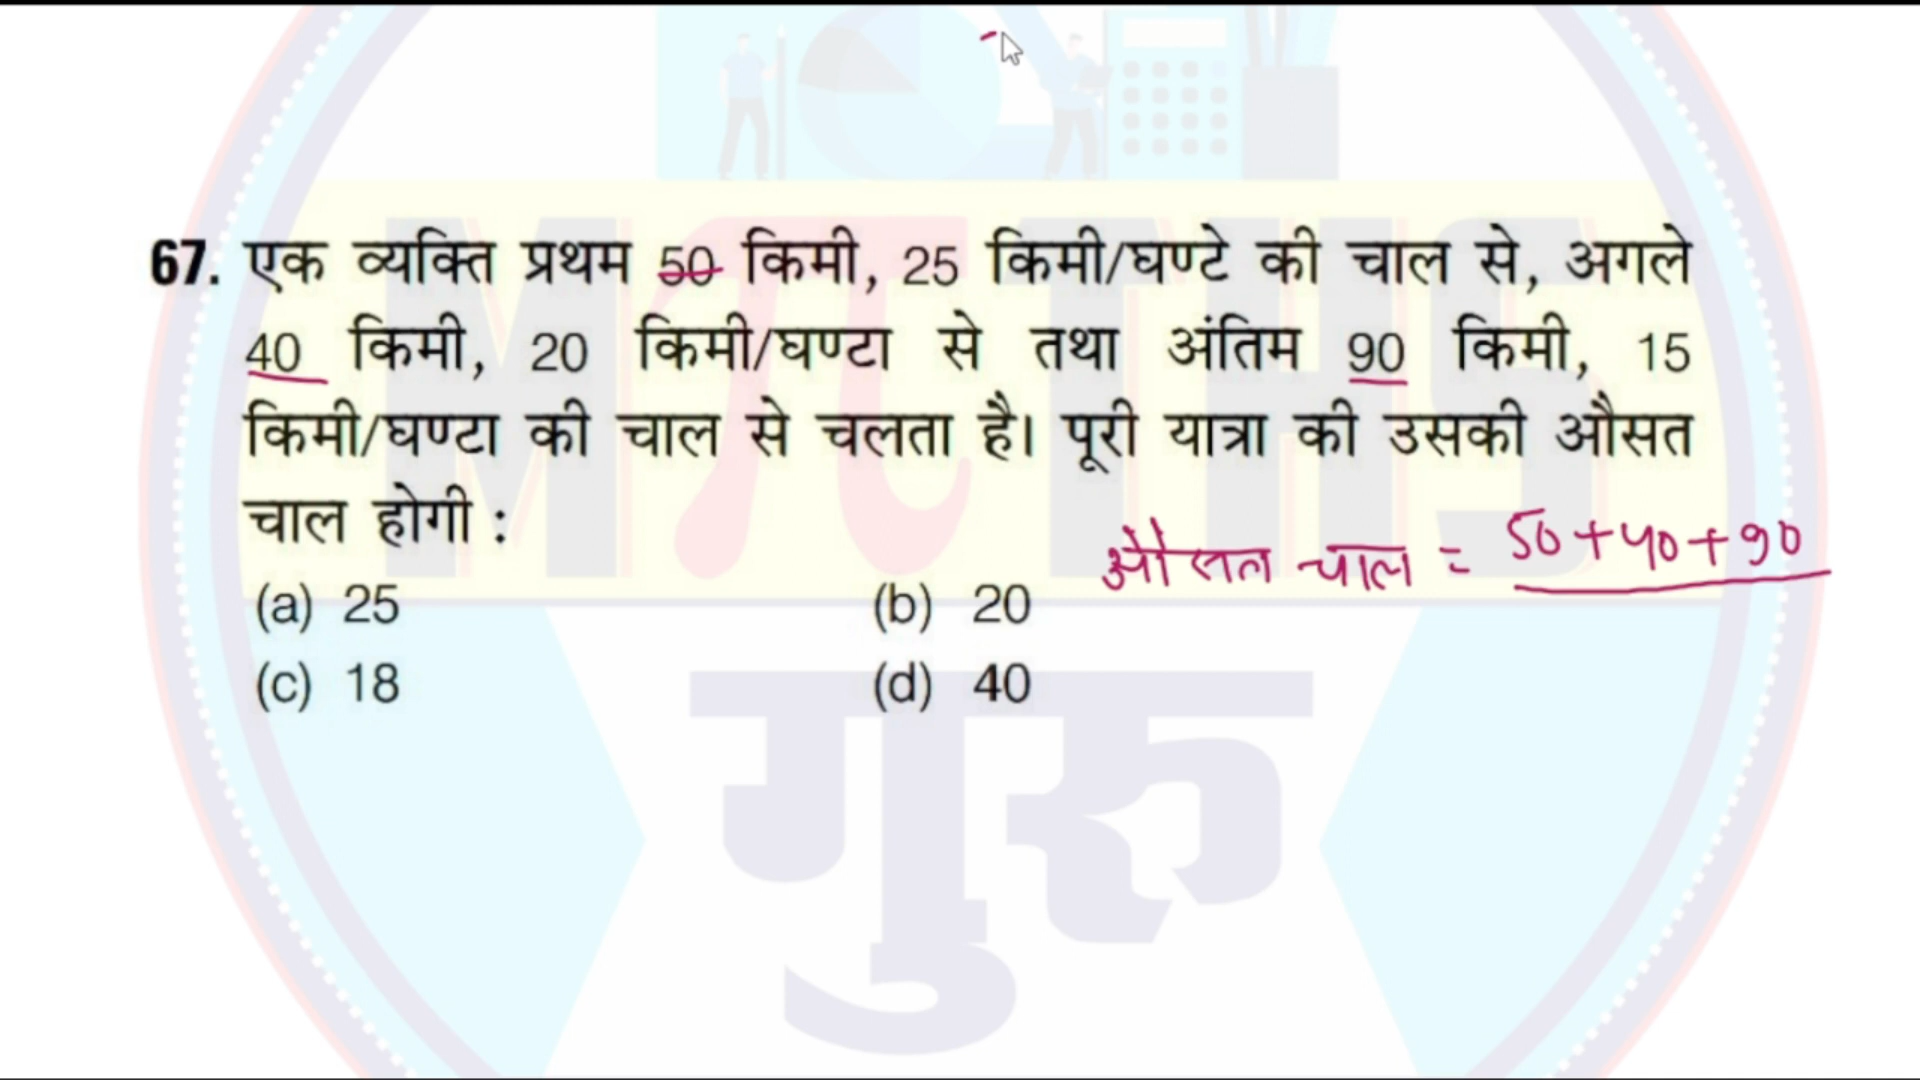 67. एक व्यक्ति प्रथम 50 किमी, 25 किमी/घण्टे की चाल से, अगले
40 किमी, 20 किमी/घण्टा से तथा अंतिम 90 किमी, 15
किमी/घण्टा की चाल से चलता है। पूरी यात्रा की उसकी औसत
चाल होगी :
औसत चाल = 50+40+90
(a) 25 (b) 20
(c) 18 (d) 40
MπTHS
गुरु